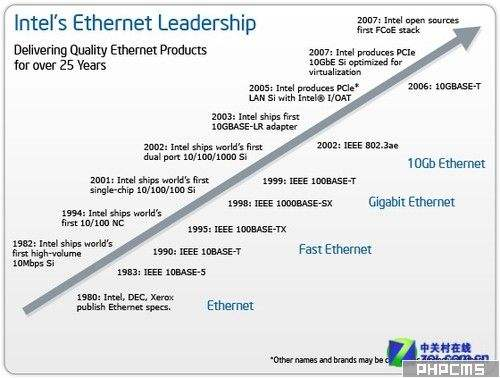 Intel's Ethernet Leadership
Delivering Quality Ethernet Products
for over 25 Years
2007: Intel open sources
first FCoE stack
2007: Intel produces PCIe
10GbE Si optimized for
virtualization
2006: 10GBASE-T
2005: Intel produces PCIe*
LAN Si with Intel® I/OAT
2003: Intel ships first
10GBASE-LR adapter
2002: IEEE 802.3ae
2002: Intel ships world's first
dual port 10/100/1000 Si
10Gb Ethernet
2001: Intel ships world's first
single-chip 10/100/100 Si
1999: IEEE 100BASE-T
1998: IEEE 1000BASE-SX
Gigabit Ethernet
1994: Intel ships world's
first 10/100 NC
1995: IEEE 100BASE-TX
1982: Intel ships world's
first high-volume
10Mbps Si
1990: IEEE 10BASE-T
Fast Ethernet
1983: IEEE 10BASE-5
1980: Intel, DEC, Xerox
publish Ethernet specs.
Ethernet
中关村在线
zol.com.cn
*Other names and brands may be
PHPCMS